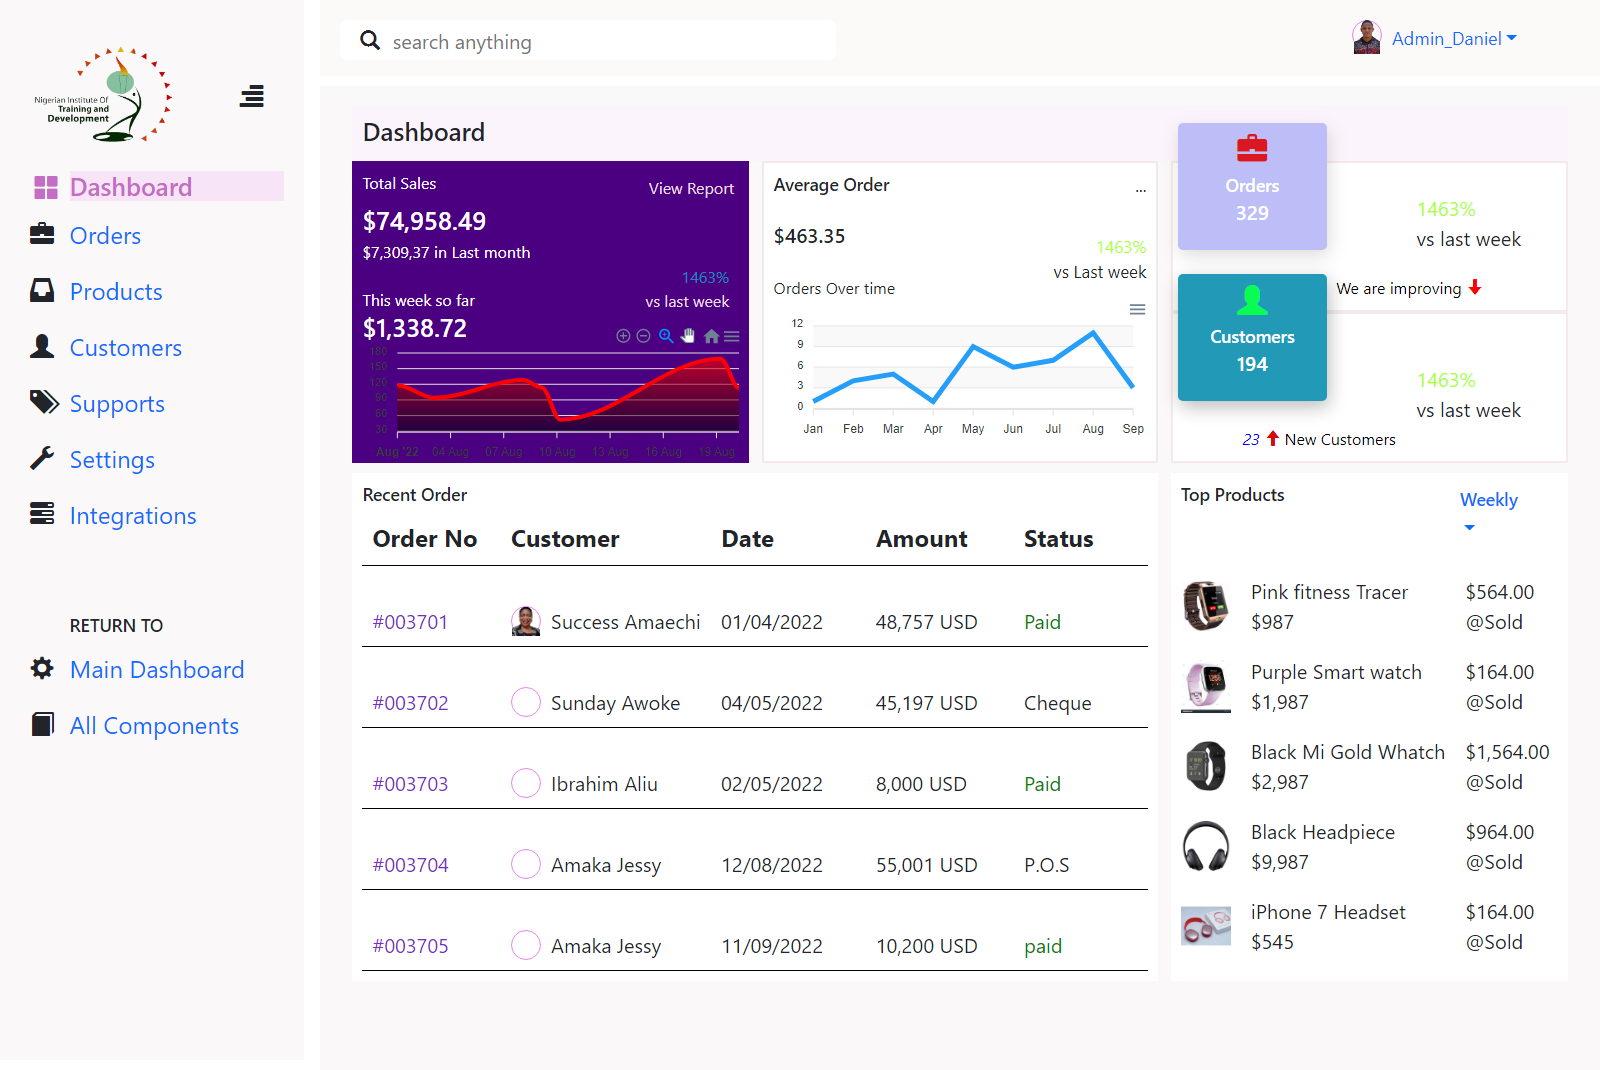 Nigerian Institute Of
Training and
Development
Dashboard
Orders
Products
Customers
Supports
Settings
Integrations
RETURN TO
Main Dashboard
All Components
search anything
Admin_Daniel
Dashboard
Total Sales
View Report
$74,958.49
$7,309,37 in Last month
1463%
vs last week
This week so far
$1,338.72
180
150
120
90
60
30
Aug '22 04 Aug 07 Aug 10 Aug 13 Aug 16 Aug 19 Aug
Average Order
...
$463.35
1463%
vs Last week
Orders Over time
12
9
6
3
0
Jan Feb Mar Apr May Jun Jul Aug Sep
Orders
329
1463%
vs last week
We are improving
Customers
194
1463%
vs last week
23 New Customers
Recent Order
Order No Customer Date Amount Status
#003701 Success Amaechi 01/04/2022 48,757 USD Paid
#003702 Sunday Awoke 04/05/2022 45,197 USD Cheque
#003703 Ibrahim Aliu 02/05/2022 8,000 USD Paid
#003704 Amaka Jessy 12/08/2022 55,001 USD P.O.S
#003705 Amaka Jessy 11/09/2022 10,200 USD paid
Top Products
Weekly
Pink fitness Tracer $564.00
$987 @Sold
Purple Smart watch $164.00
$1,987 @Sold
Black Mi Gold Whatch $1,564.00
$2,987 @Sold
Black Headpiece $964.00
$9,987 @Sold
iPhone 7 Headset $164.00
$545 @Sold